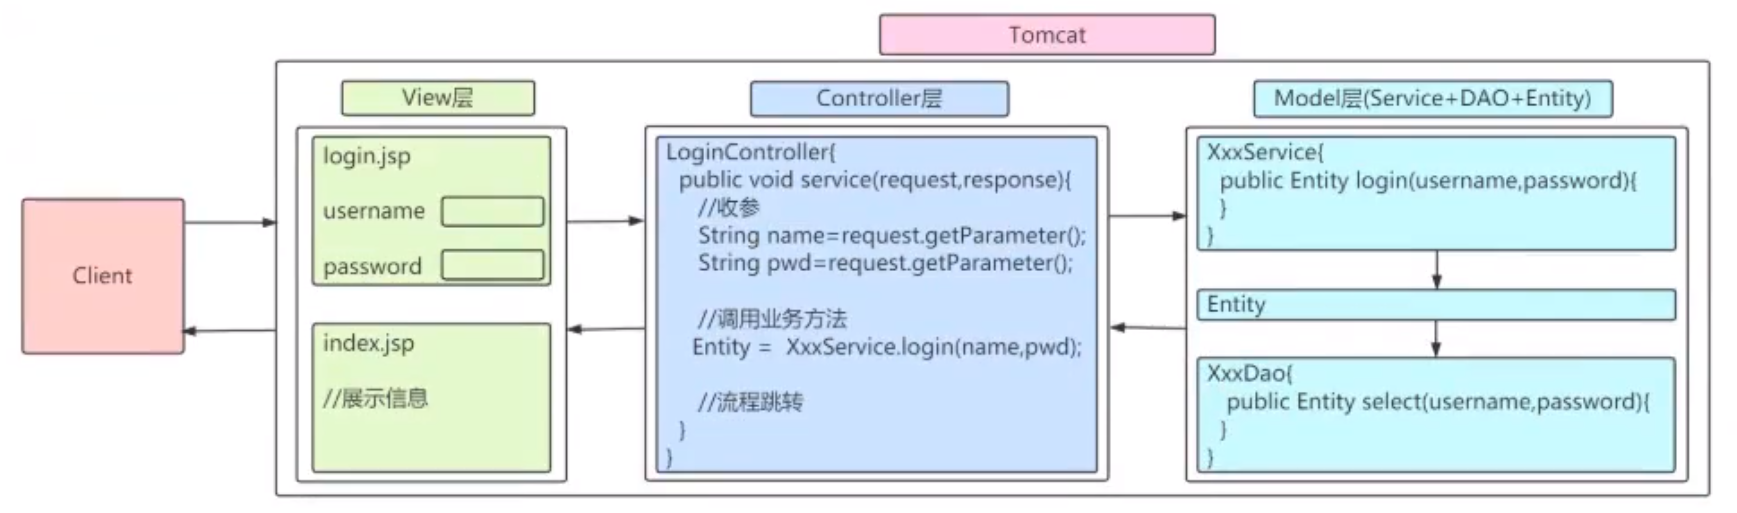 Tomcat
View层
Controller层
Model层(Service+DAO+Entity)
Client
login.jsp
username
password
index.jsp
//展示信息
LoginController{
public void service(request,response){
//收参
String name=request.getParameter();
String pwd=request.getParameter();
//调用业务方法
Entity = XxxService.login(name,pwd);
//流程跳转
}
}
XxxService{
public Entity login(username,password){
}
}
Entity
XxxDao{
public Entity select(username,password){
}
}